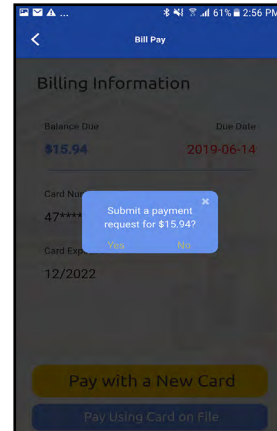 ... 61% 2:56 PM
Bill Pay
Billing Information
Balance Due Due Date
$15.94 2019-06-14
Card Nu
47****
Submit a payment
request for $15.94?
Yes No
Card Exp
12/2022
Pay with a New Card
Pay Using Card on File